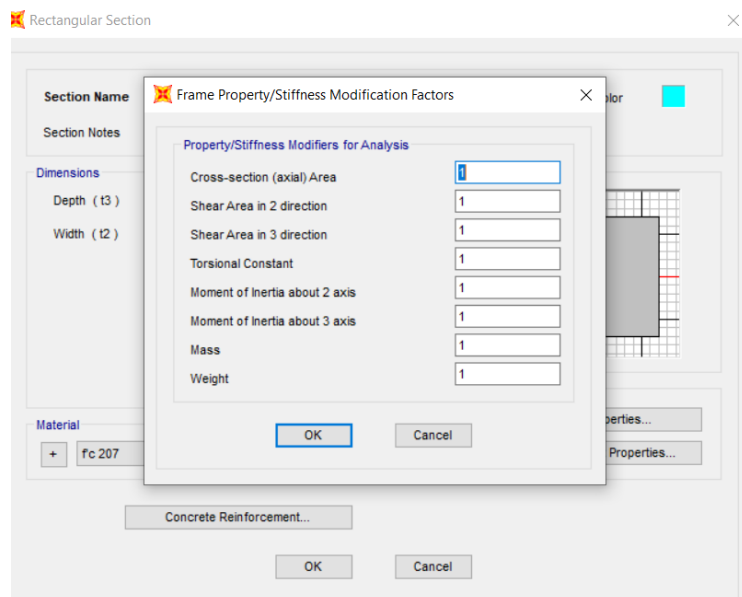 Rectangular Section
Section Name
Section Notes
Dimensions
Depth ( t3 )
Width ( t2 )
Material
+
f'c 207
Concrete Reinforcement...
OK
Cancel
Properties...
Frame Property/Stiffness Modification Factors
Property/Stiffness Modifiers for Analysis
Cross-section (axial) Area 1
Shear Area in 2 direction 1
Shear Area in 3 direction 1
Torsional Constant 1
Moment of Inertia about 2 axis 1
Moment of Inertia about 3 axis 1
Mass 1
Weight 1
OK
Cancel